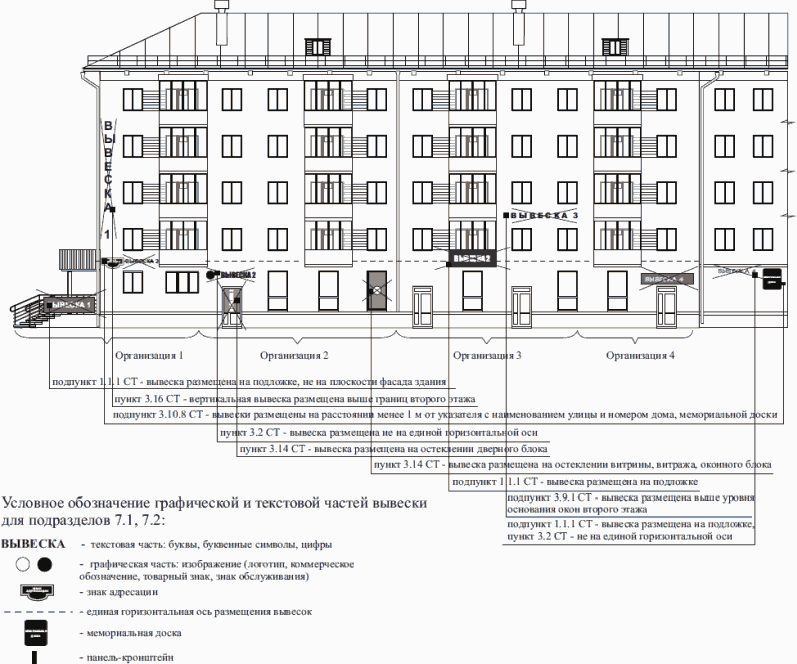 ВЫВЕСКА 1
ВЫВЕСКА 3
ВЫВЕСКА 2
ВЫВЕСКА 2
ВЫВЕСКА 3
ВЫВЕСКА 4
ВЫВЕСКА
ВЫВЕСКА 1
Организация 1
Организация 2
Организация 3
Организация 4
подпункт 1.1.1 СТ - вывеска размещена на подложке, не на плоскости фасада здания
пункт 3.16 СТ - вертикальная вывеска размещена выше границ второго этажа
подпункт 3.10.8 СТ - вывески размещены на расстоянии менее 1 м от указателя с наименованием улицы и номером дома, мемориальной доски
пункт 3.2 СТ - вывеска размещена не на единой горизонтальной оси
пункт 3.14 СТ - вывеска размещена на остеклении дверного блока
пункт 3.14 СТ - вывеска размещена на остеклении витрины, витража, оконного блока
подпункт 1.1.1 СТ - вывеска размещена на подложке
подпункт 3.9.1 СТ - вывеска размещена выше уровня
основания окон второго этажа
подпункт 1.1.1 СТ - вывеска размещена на подложке,
пункт 3.2 СТ - не на единой горизонтальной оси
Условное обозначение графической и текстовой частей вывески
для подразделов 7.1, 7.2:
ВЫВЕСКА - текстовая часть: буквы, буквенные символы, цифры
- графическая часть: изображение (логотип, коммерческое
обозначение, товарный знак, знак обслуживания)
- знак адресации
- единая горизонтальная ось размещения вывесок
- мемориальная доска
- панель-кронштейн